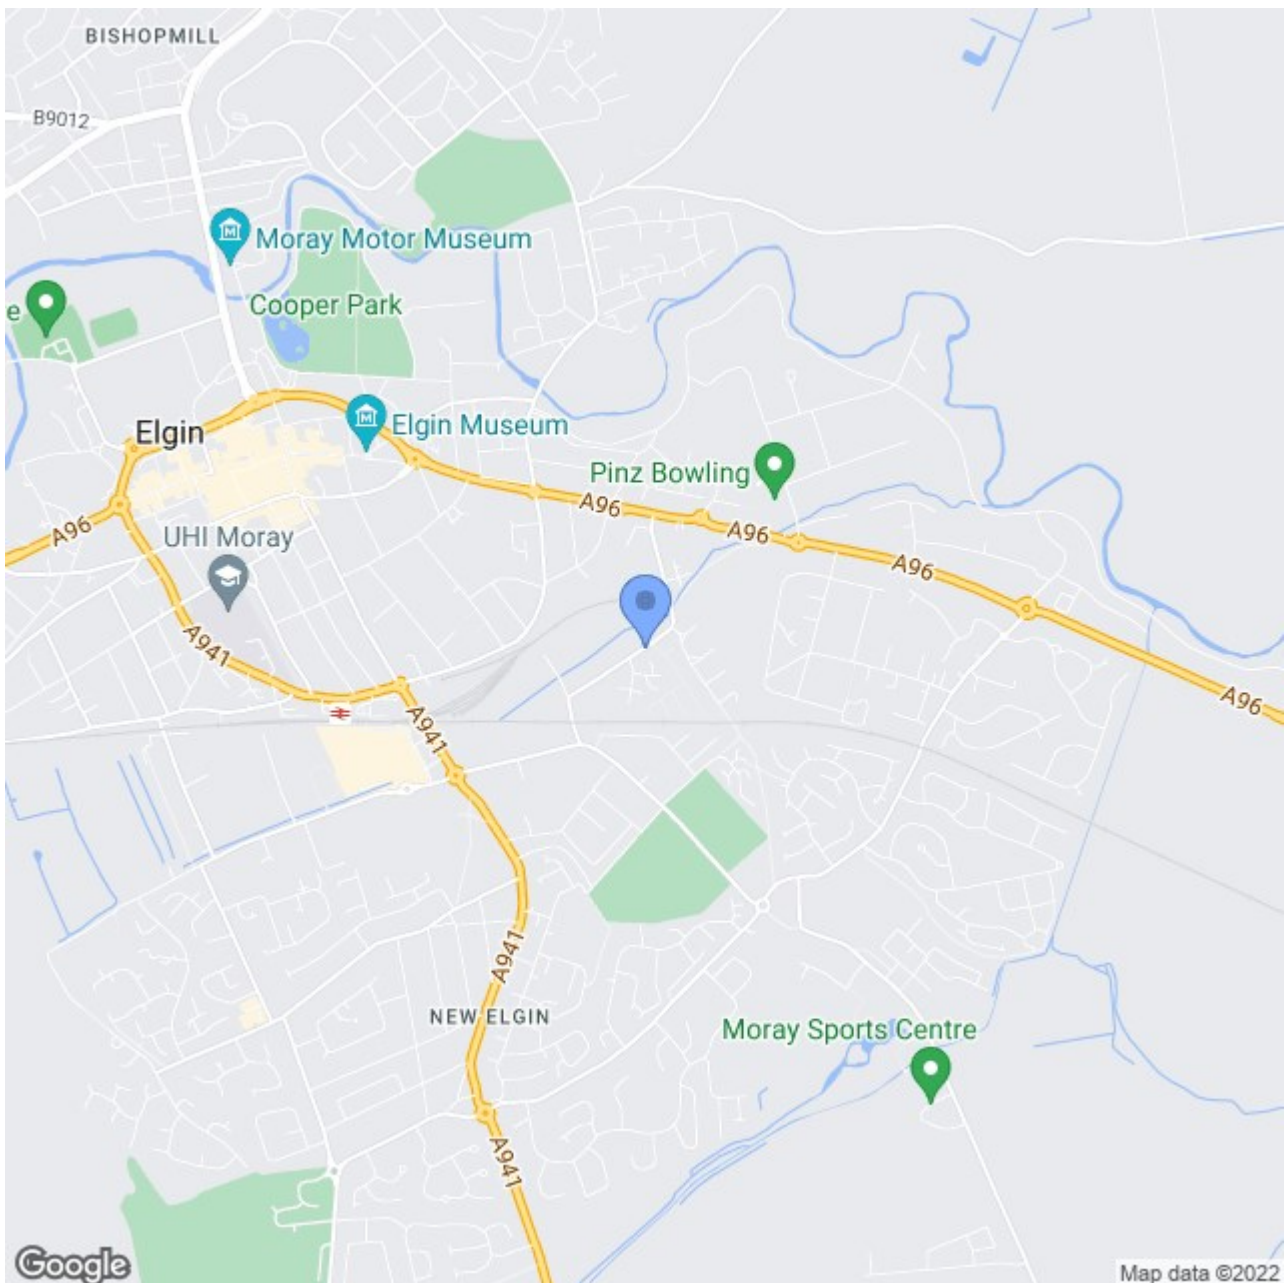 BISHOPMILL
B9012
Moray Motor Museum
Cooper Park
e
Elgin
Elgin Museum
Pinz Bowling
A96
A96
A96
A96
UHI Moray
A941
A96
A941
A941
NEW ELGIN
Moray Sports Centre
A941
Google
Map data ©2022